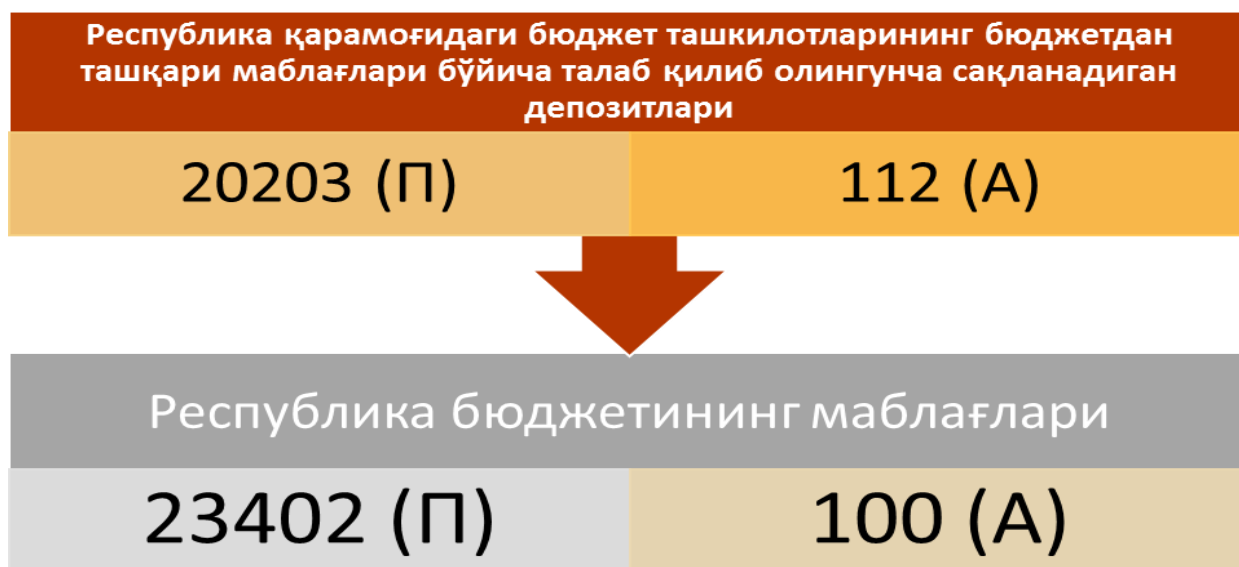 Республика қарамоғидаги бюджет ташкилотларининг бюджетдан
ташқари маблағлари бўйича талаб қилиб олингунча сақланадиган
депозитлари
20203 (П) 112 (А)
Республика бюджетининг маблағлари
23402 (П) 100 (А)